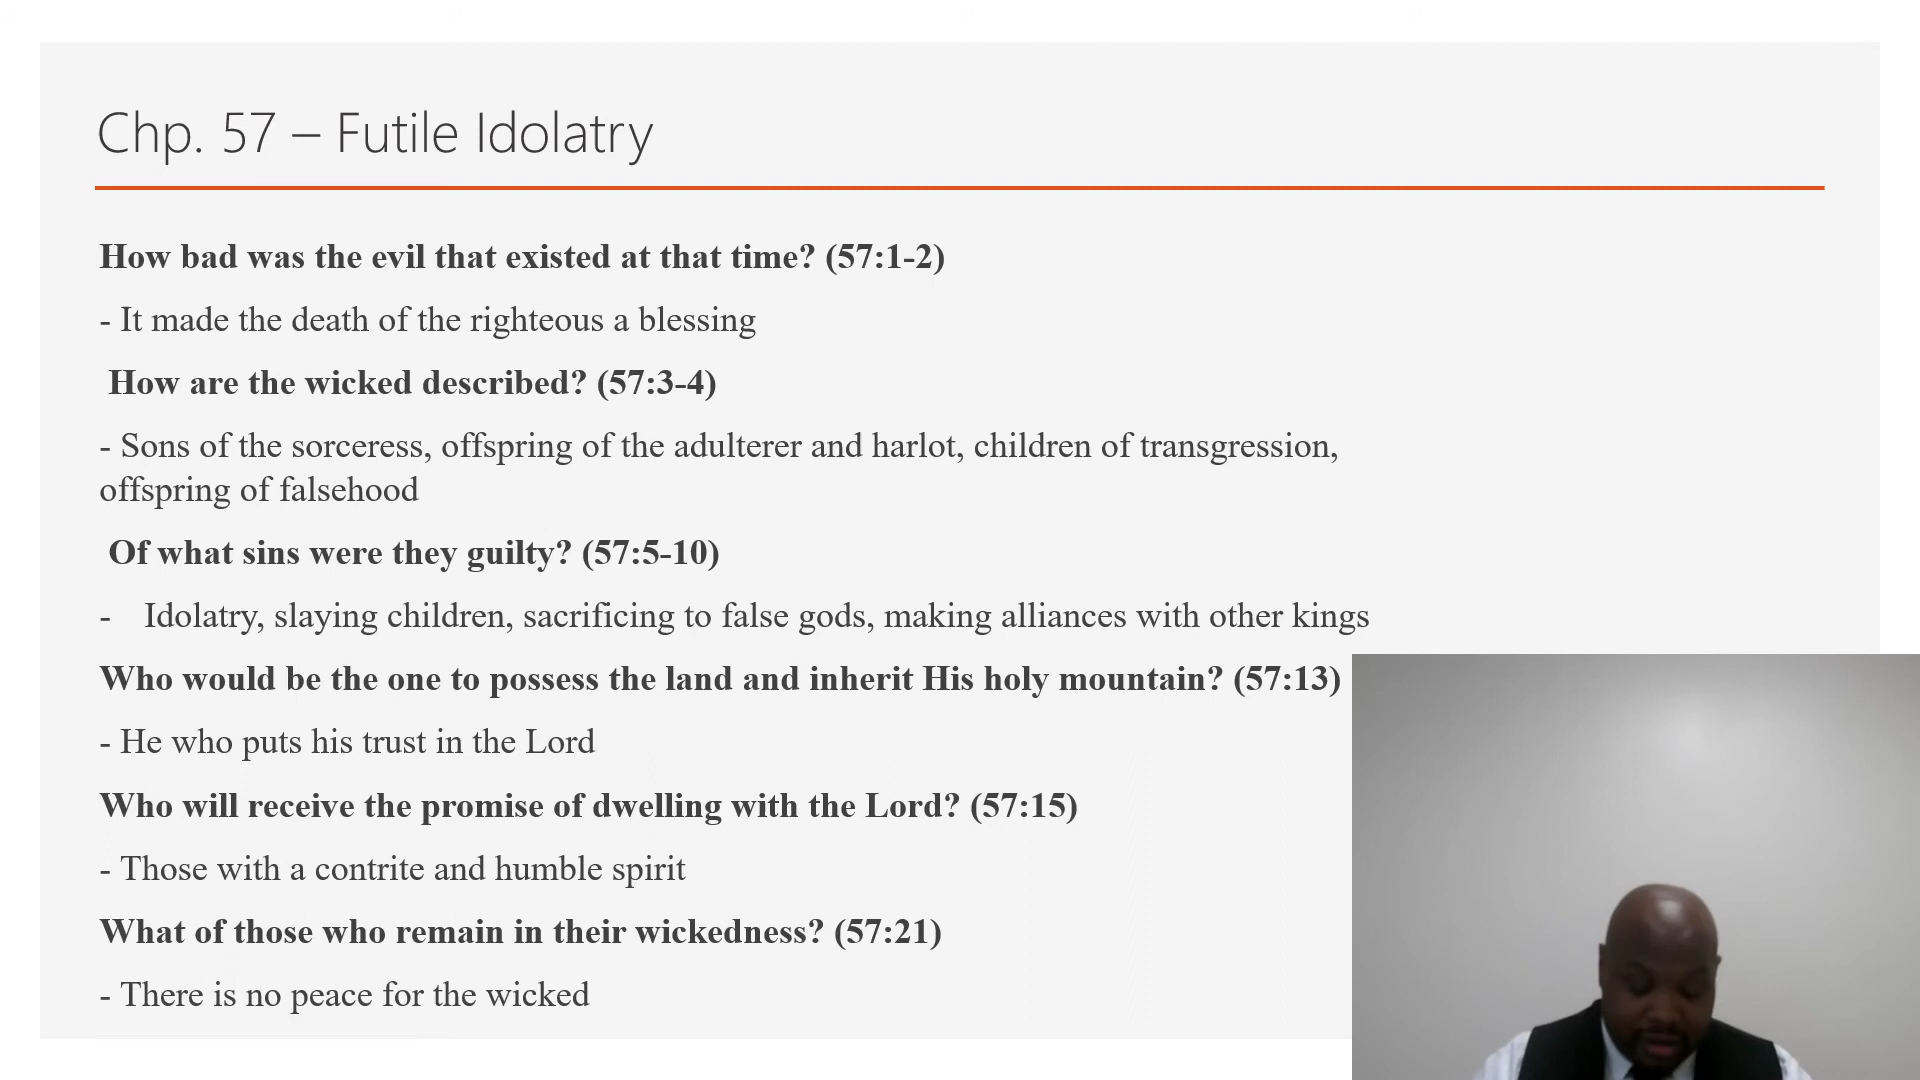 Chp. 57 – Futile Idolatry
How bad was the evil that existed at that time? (57:1-2)
- It made the death of the righteous a blessing
How are the wicked described? (57:3-4)
- Sons of the sorceress, offspring of the adulterer and harlot, children of transgression,
offspring of falsehood
Of what sins were they guilty? (57:5-10)
- Idolatry, slaying children, sacrificing to false gods, making alliances with other kings
Who would be the one to possess the land and inherit His holy mountain? (57:13)
- He who puts his trust in the Lord
Who will receive the promise of dwelling with the Lord? (57:15)
- Those with a contrite and humble spirit
What of those who remain in their wickedness? (57:21)
- There is no peace for the wicked